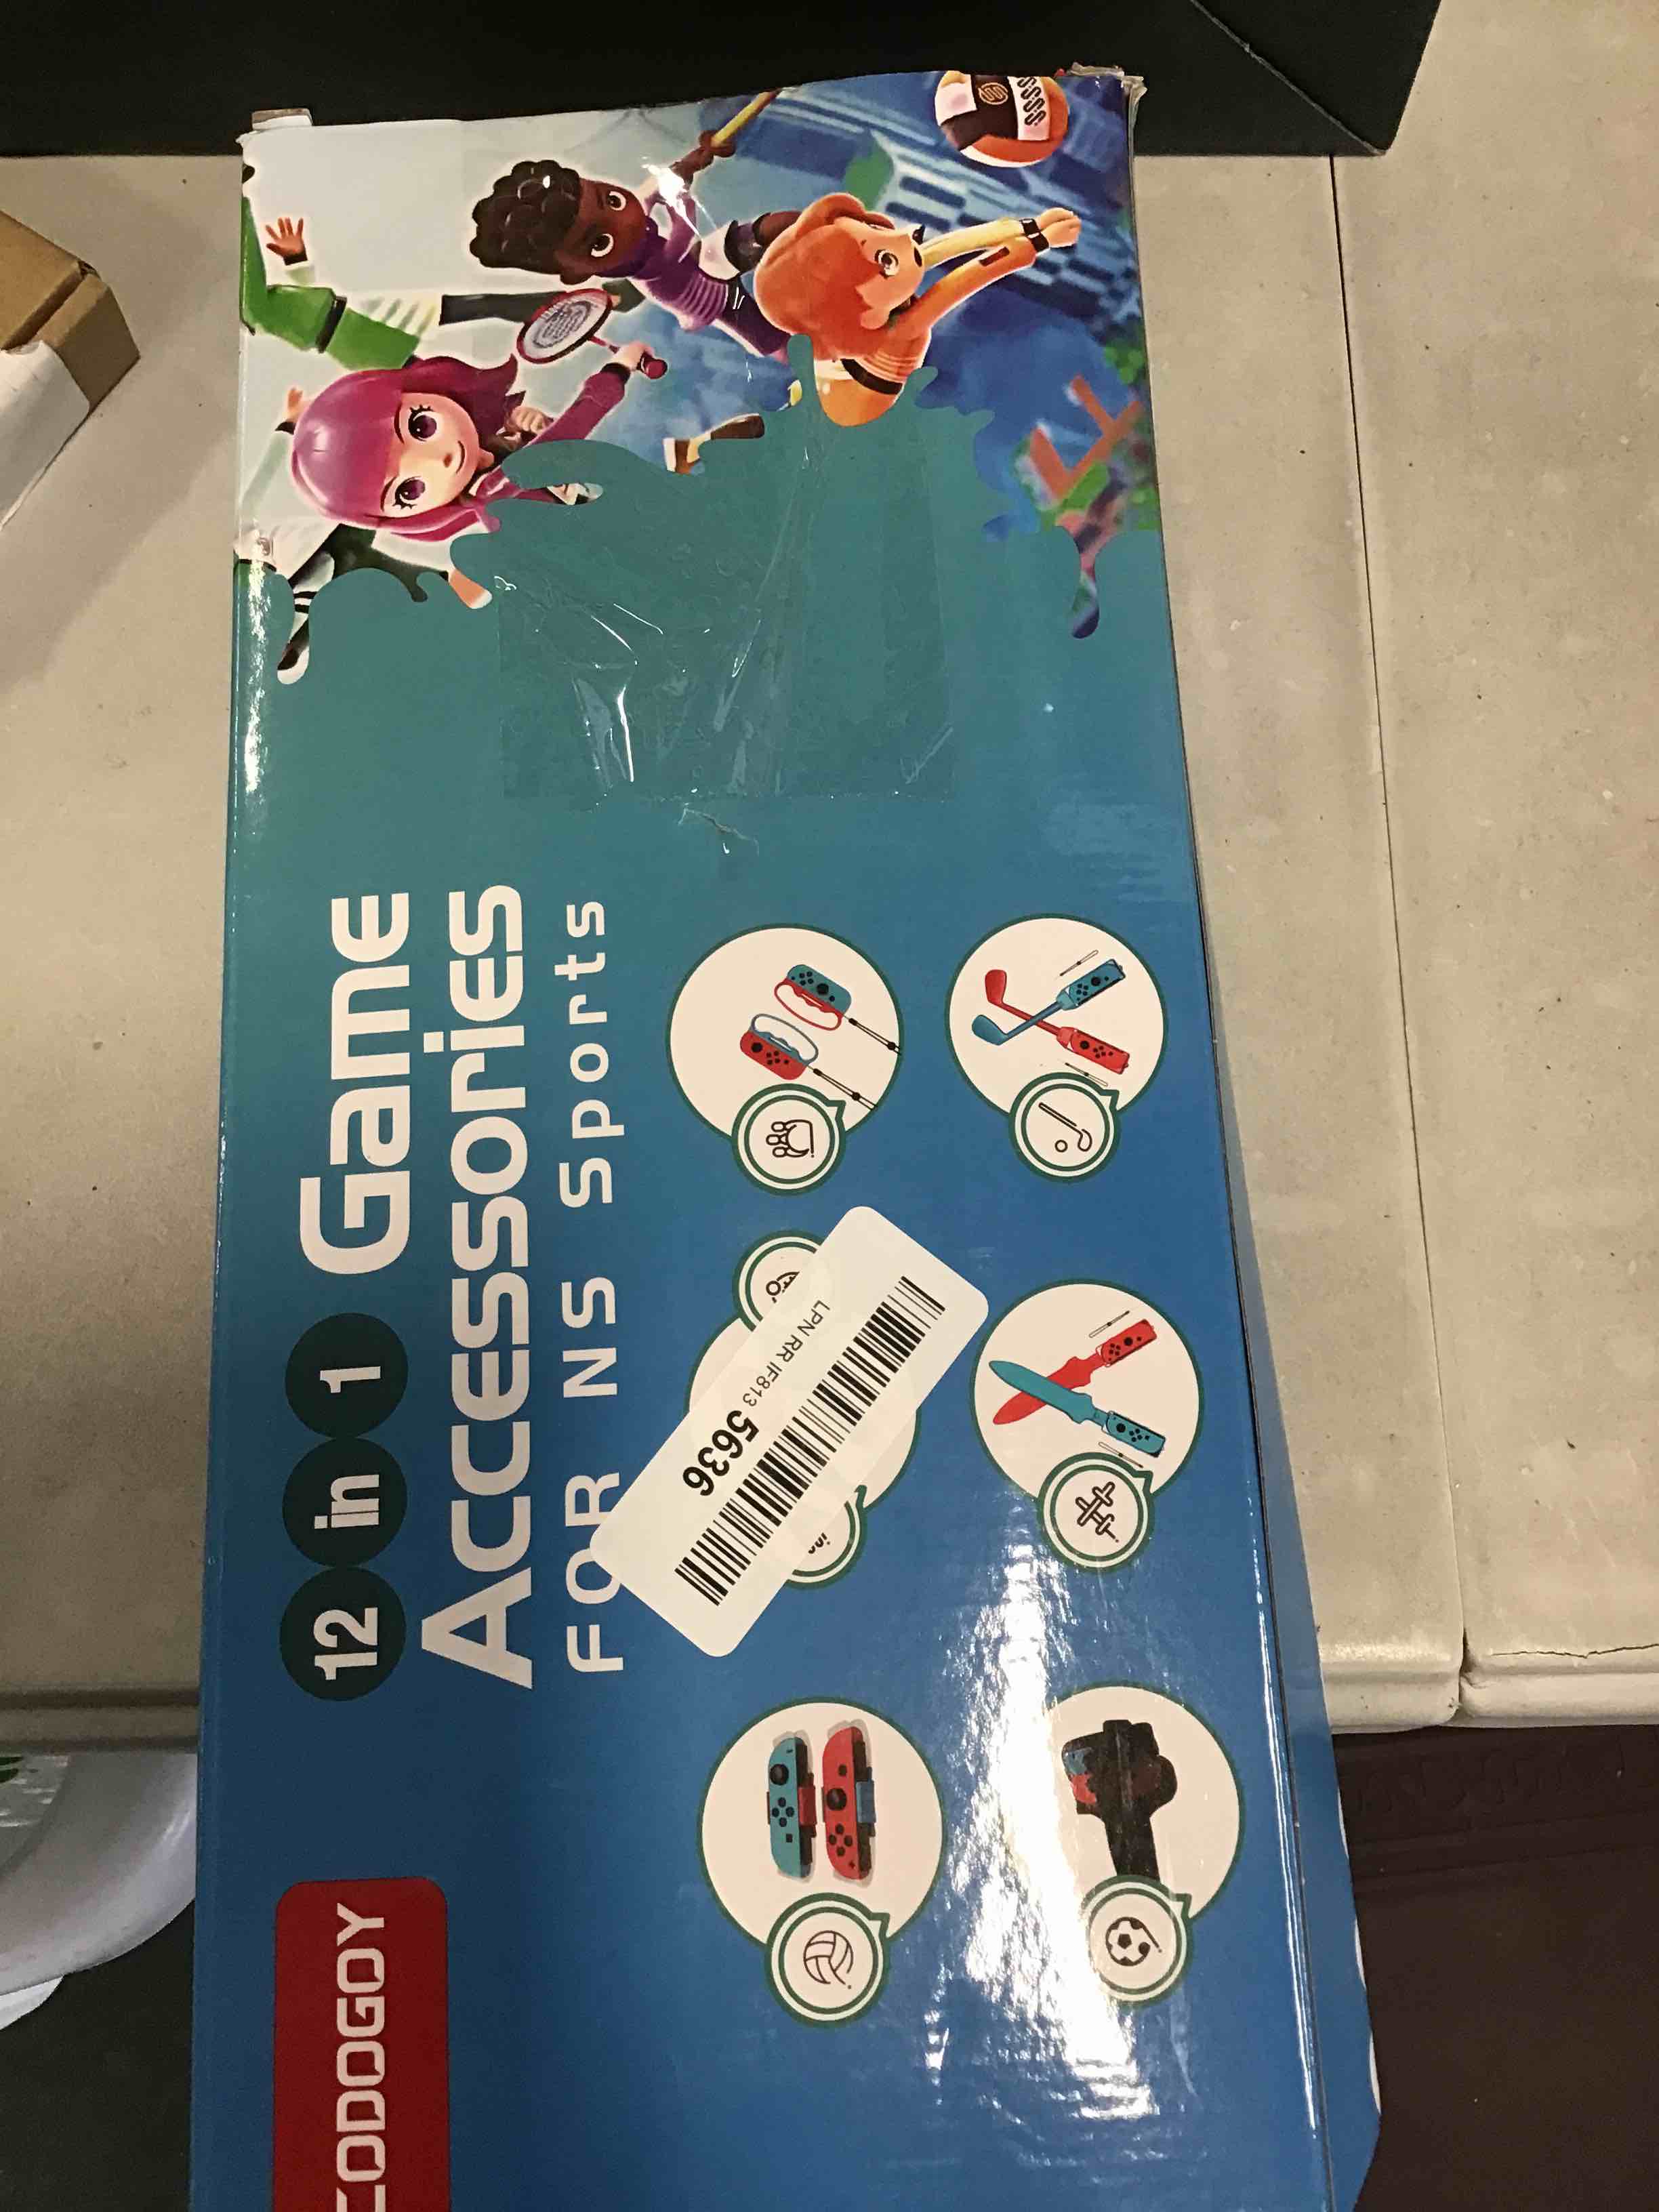 CODOGOY
12 in 1 Game
Accessories
FOR NS Sports
LPN RR IF813 5636